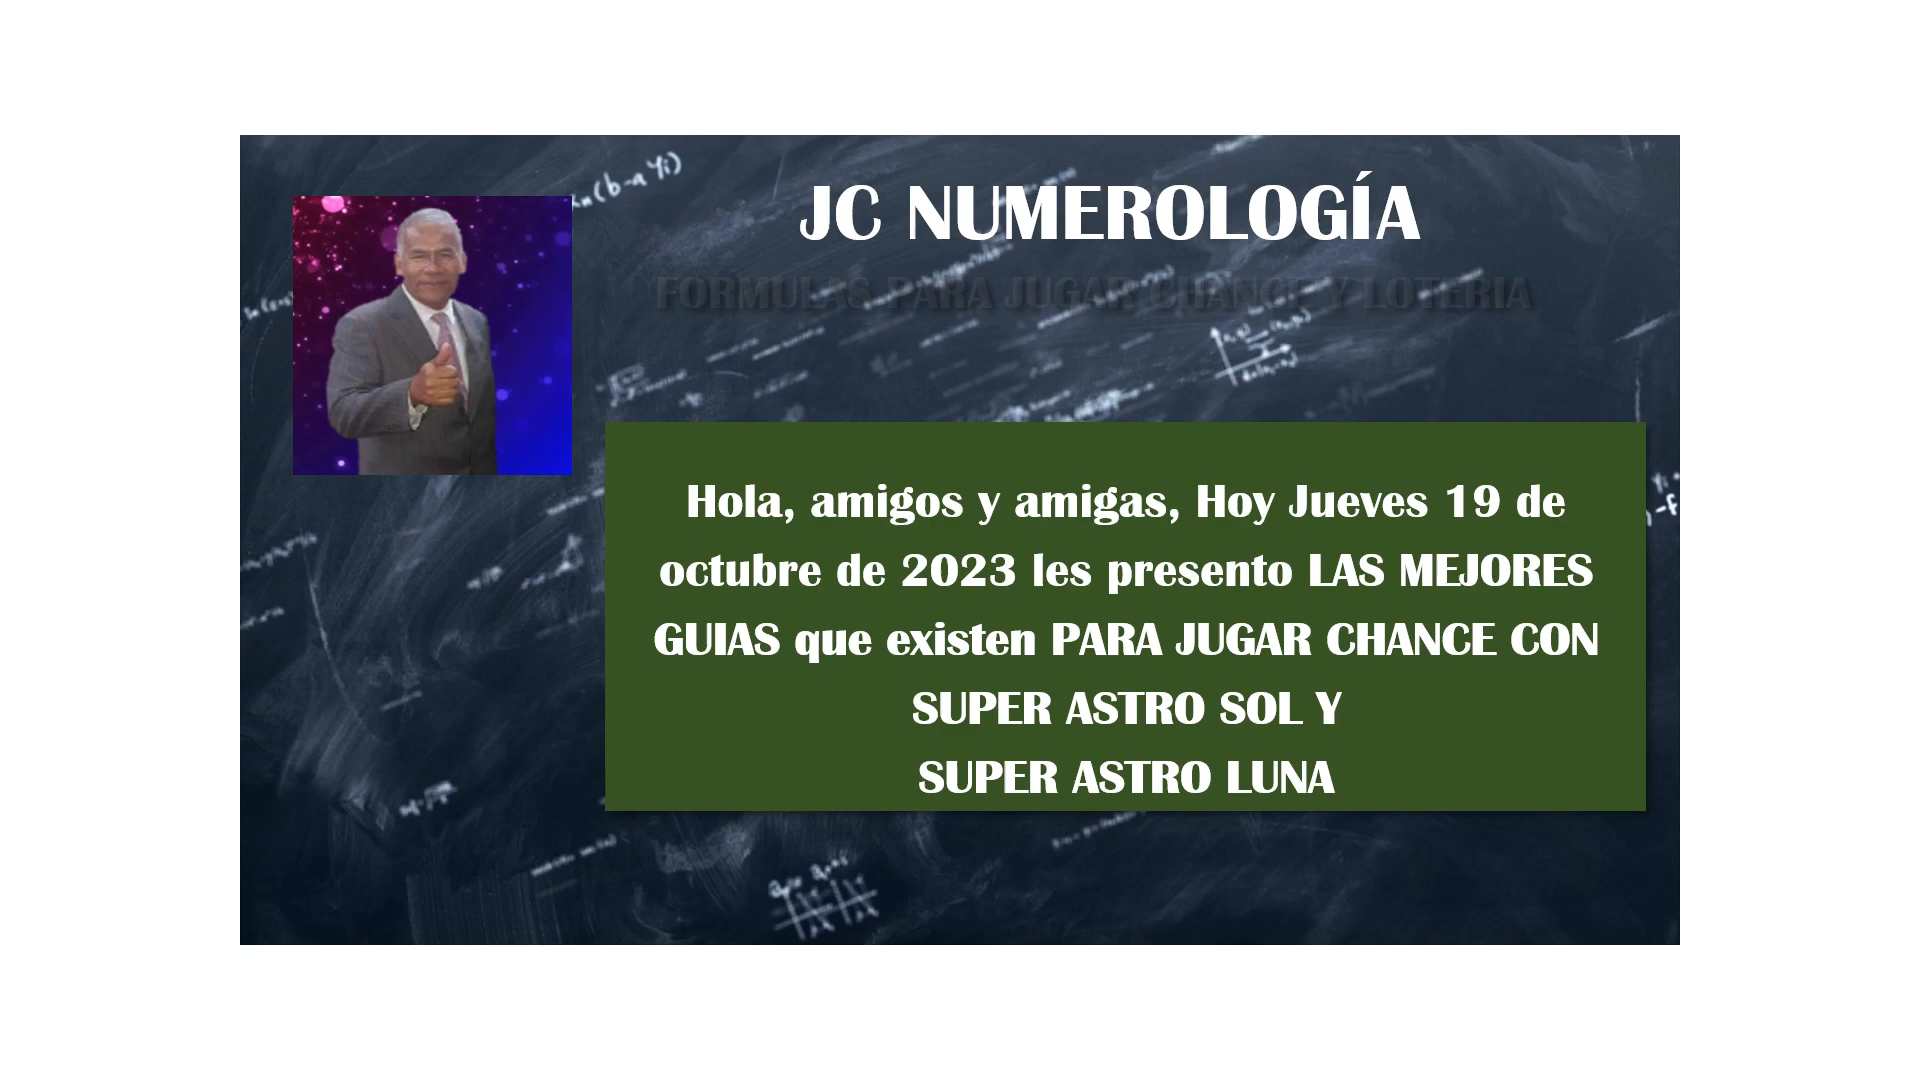 JC NUMEROLOGÍA
FORMULAS PARA JUGAR CHANCE Y LOTERIA
Hola, amigos y amigas, Hoy Jueves 19 de
octubre de 2023 les presento LAS MEJORES
GUIAS que existen PARA JUGAR CHANCE CON
SUPER ASTRO SOL Y
SUPER ASTRO LUNA